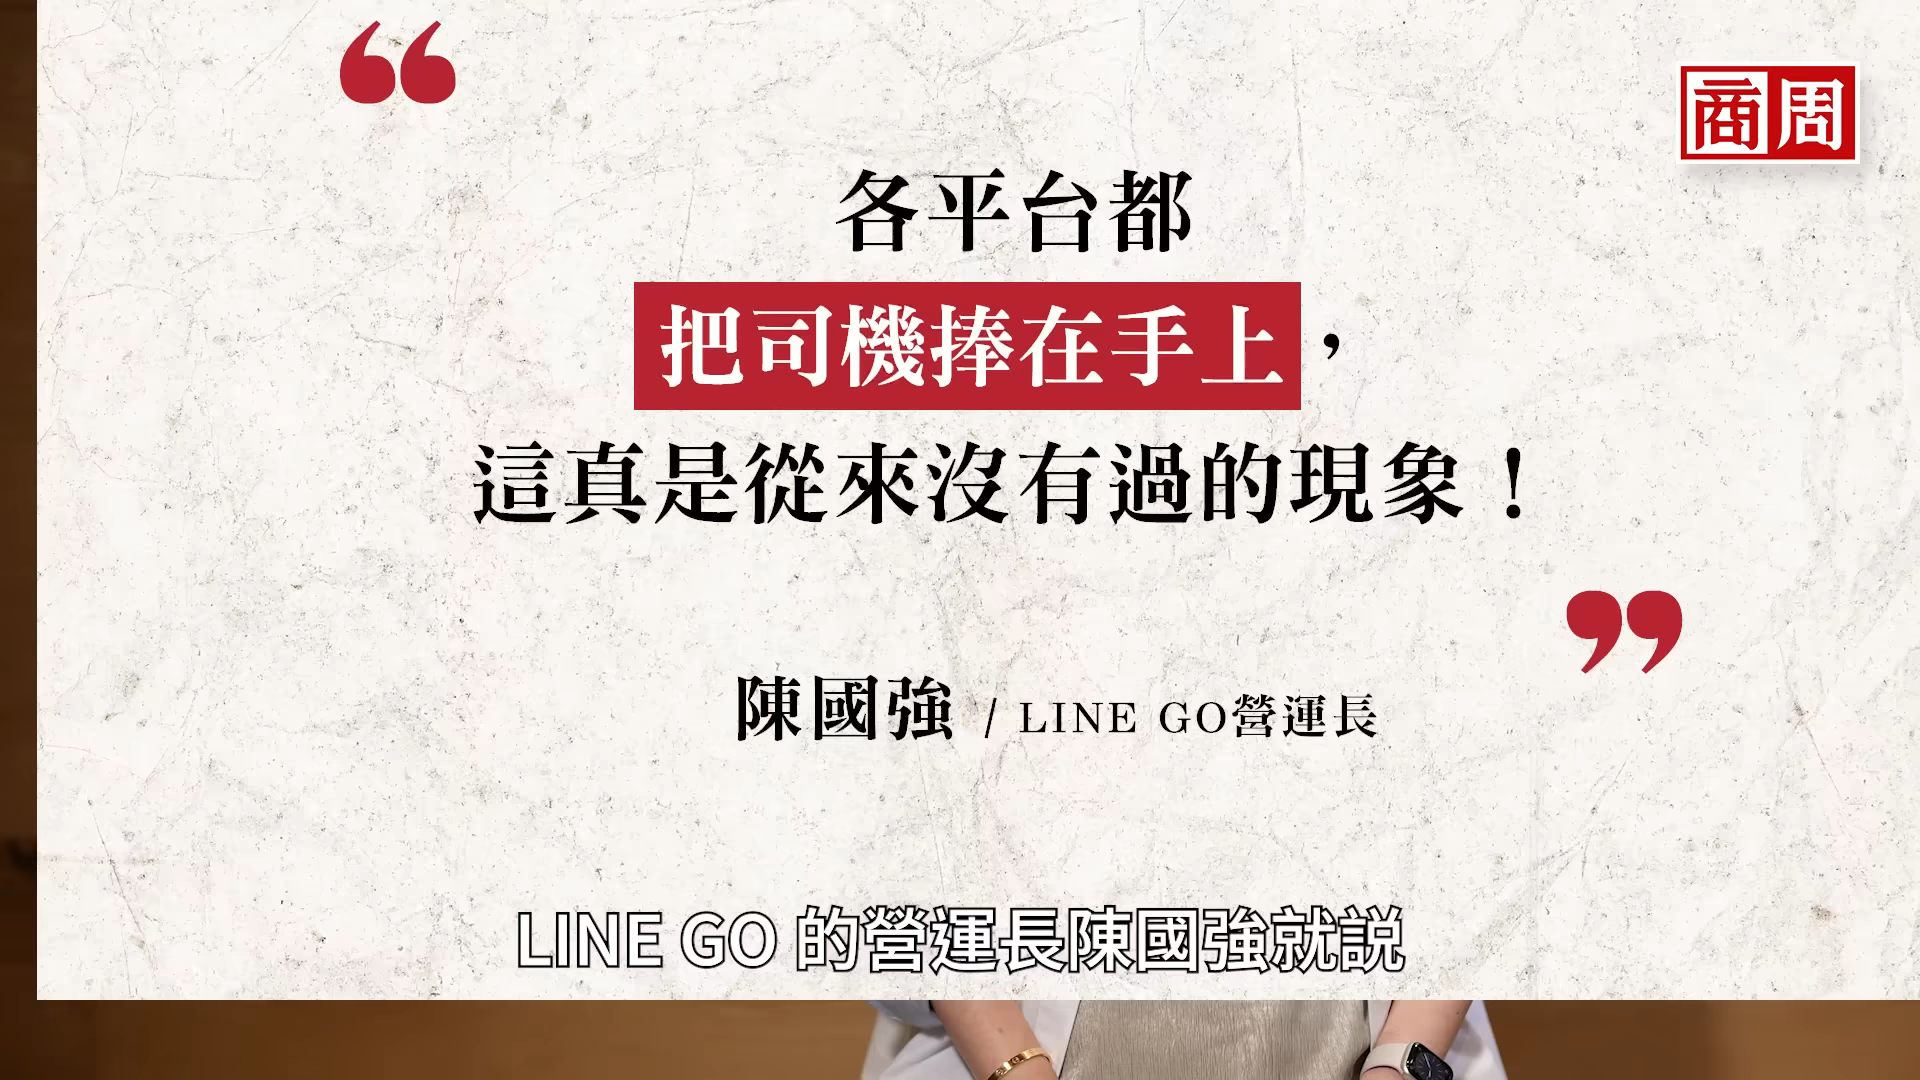 商周
各平台都
把司機捧在手上，
這真是從來沒有過的現象！
陳國強 / LINE GO營運長
LINE GO 的營運長陳國強就説